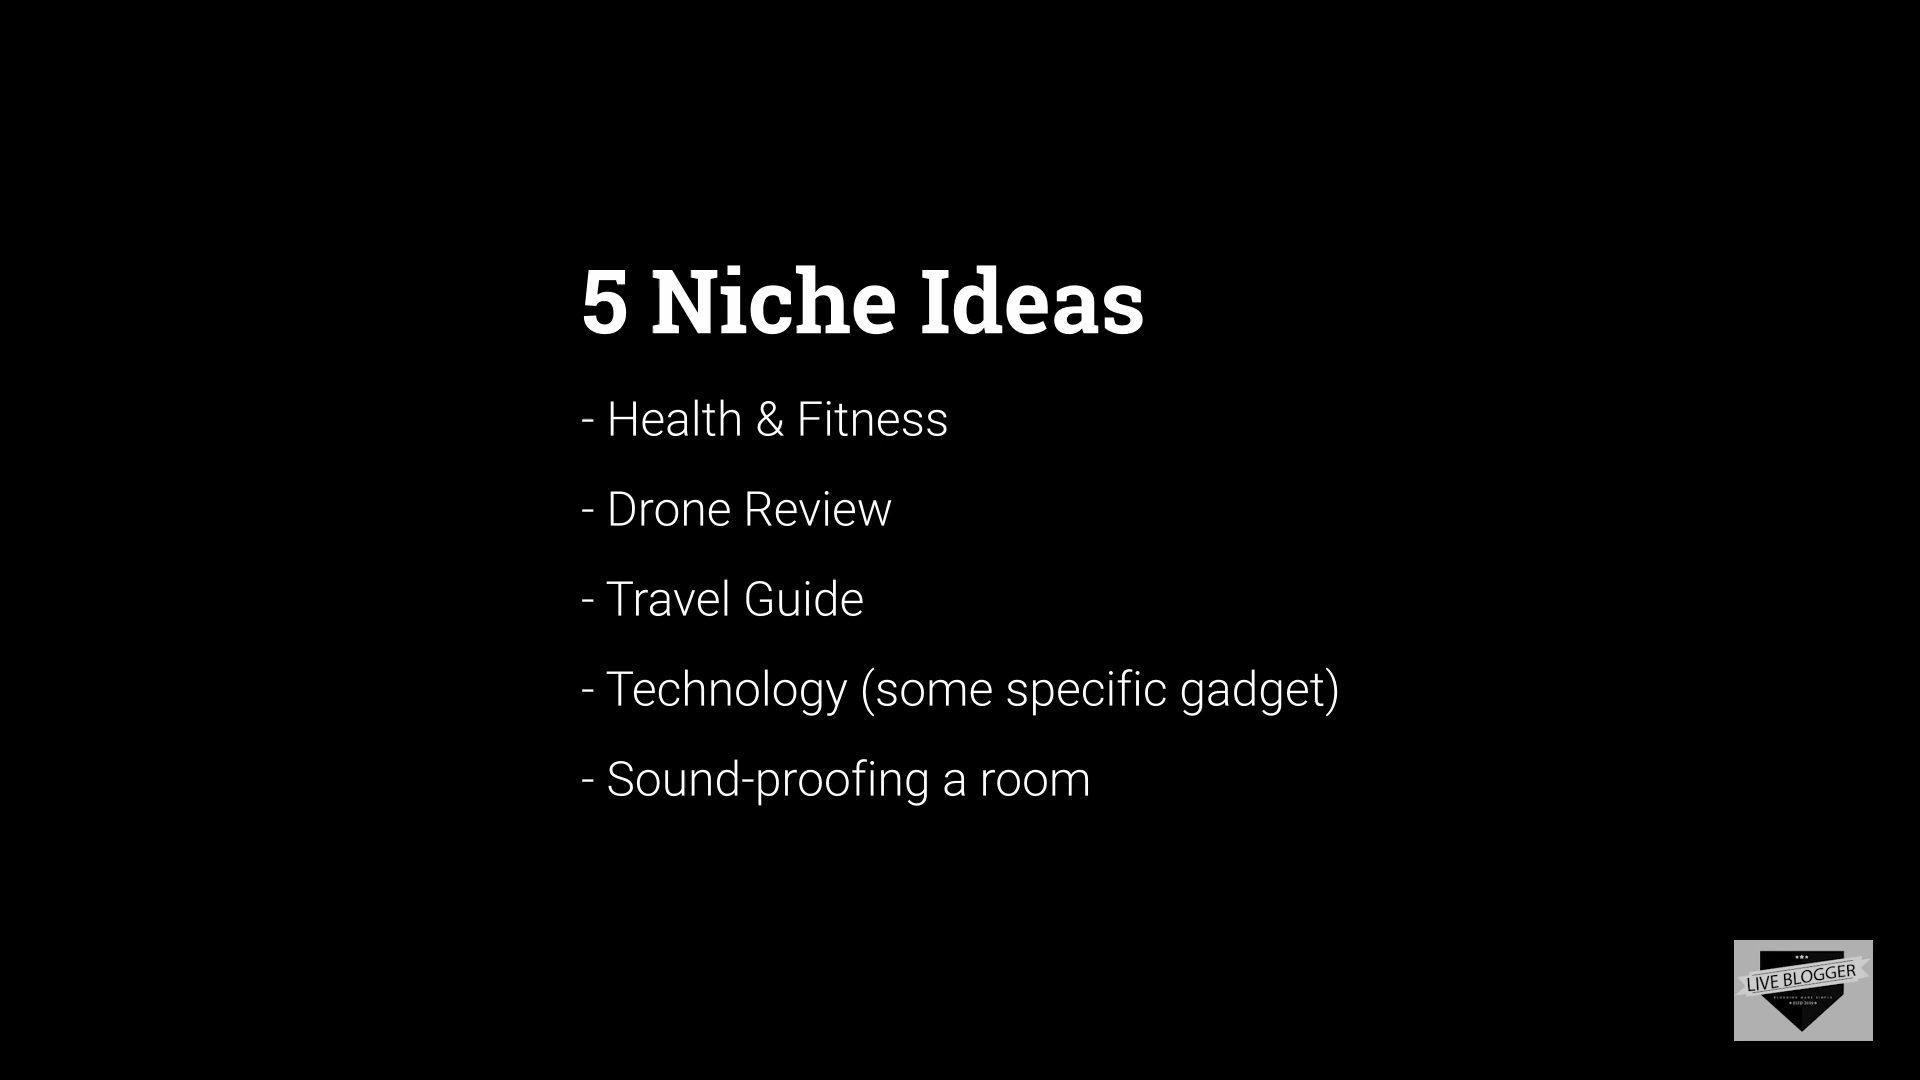 5 Niche Ideas
- Health & Fitness
- Drone Review
- Travel Guide
- Technology (some specific gadget)
- Sound-proofing a room
LIVE BLOGGER